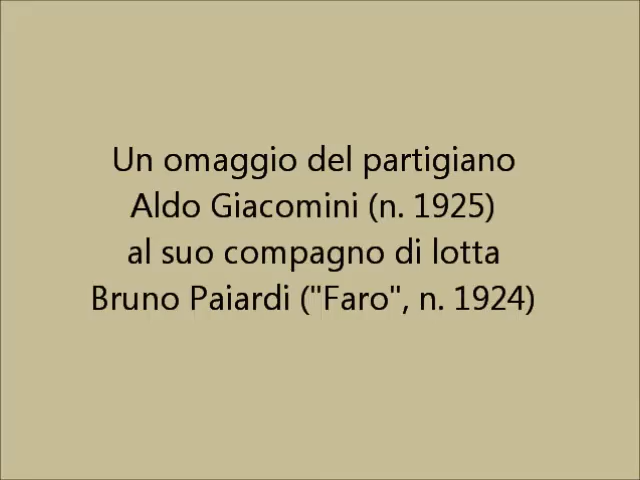 Un omaggio del partigiano
Aldo Giacomini (n. 1925)
al suo compagno di lotta
Bruno Paiardi ("Faro", n. 1924)